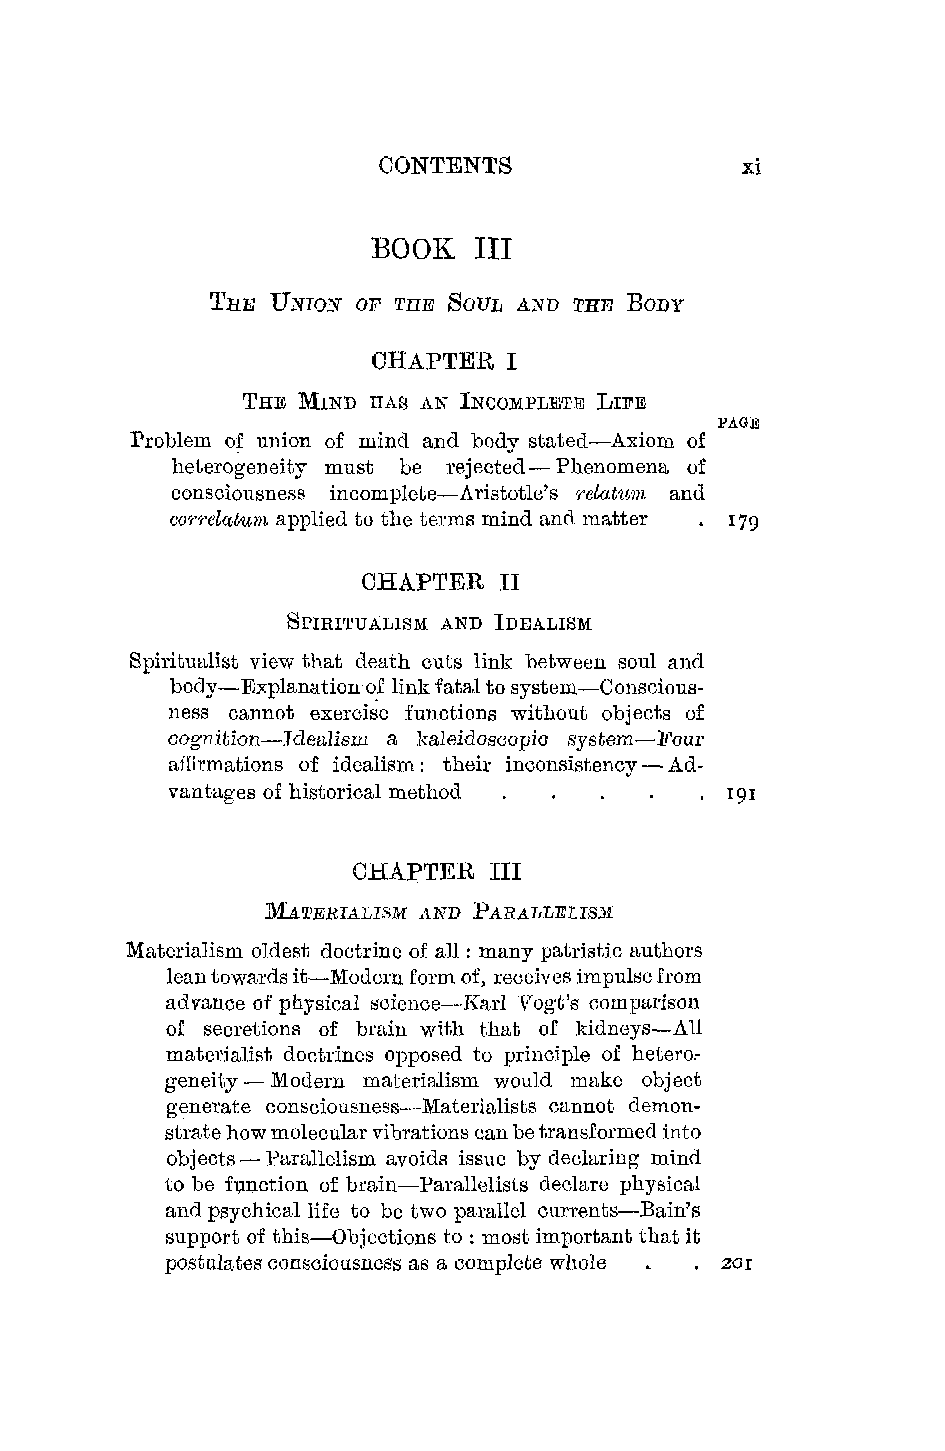 CONTENTS xi
BOOK III
THE UNION OF THE SOUL AND THE BODY
CHAPTER I
THE MIND HAS AN INCOMPLETE LIFE
PAGE
Problem of union of mind and body stated—Axiom of
heterogeneity must be rejected—Phenomena of
consciousness incomplete—Aristotle's relatum and
correlatum applied to the terms mind and matter . 179
CHAPTER II
SPIRITUALISM AND IDEALISM
Spiritualist view that death cuts link between soul and
body—Explanation of link fatal to system—Conscious-
ness cannot exercise functions without objects of
cognition—Idealism a kaleidoscopic system—Four
affirmations of idealism: their inconsistency—Ad-
vantages of historical method . . . . . 191
CHAPTER III
MATERIALISM AND PARALLELISM
Materialism oldest doctrine of all : many patristic authors
lean towards it—Modern form of, receives impulse from
advance of physical science—Karl Vogt's comparison
of secretions of brain with that of kidneys—All
materialist doctrines opposed to principle of hetero-
geneity—Modern materialism would make object
generate consciousness—Materialists cannot demon-
strate how molecular vibrations can be transformed into
objects—Parallelism avoids issue by declaring mind
to be function of brain—Parallelists declare physical
and psychical life to be two parallel currents—Bain's
support of this—Objections to : most important that it
postulates consciousness as a complete whole . . 201